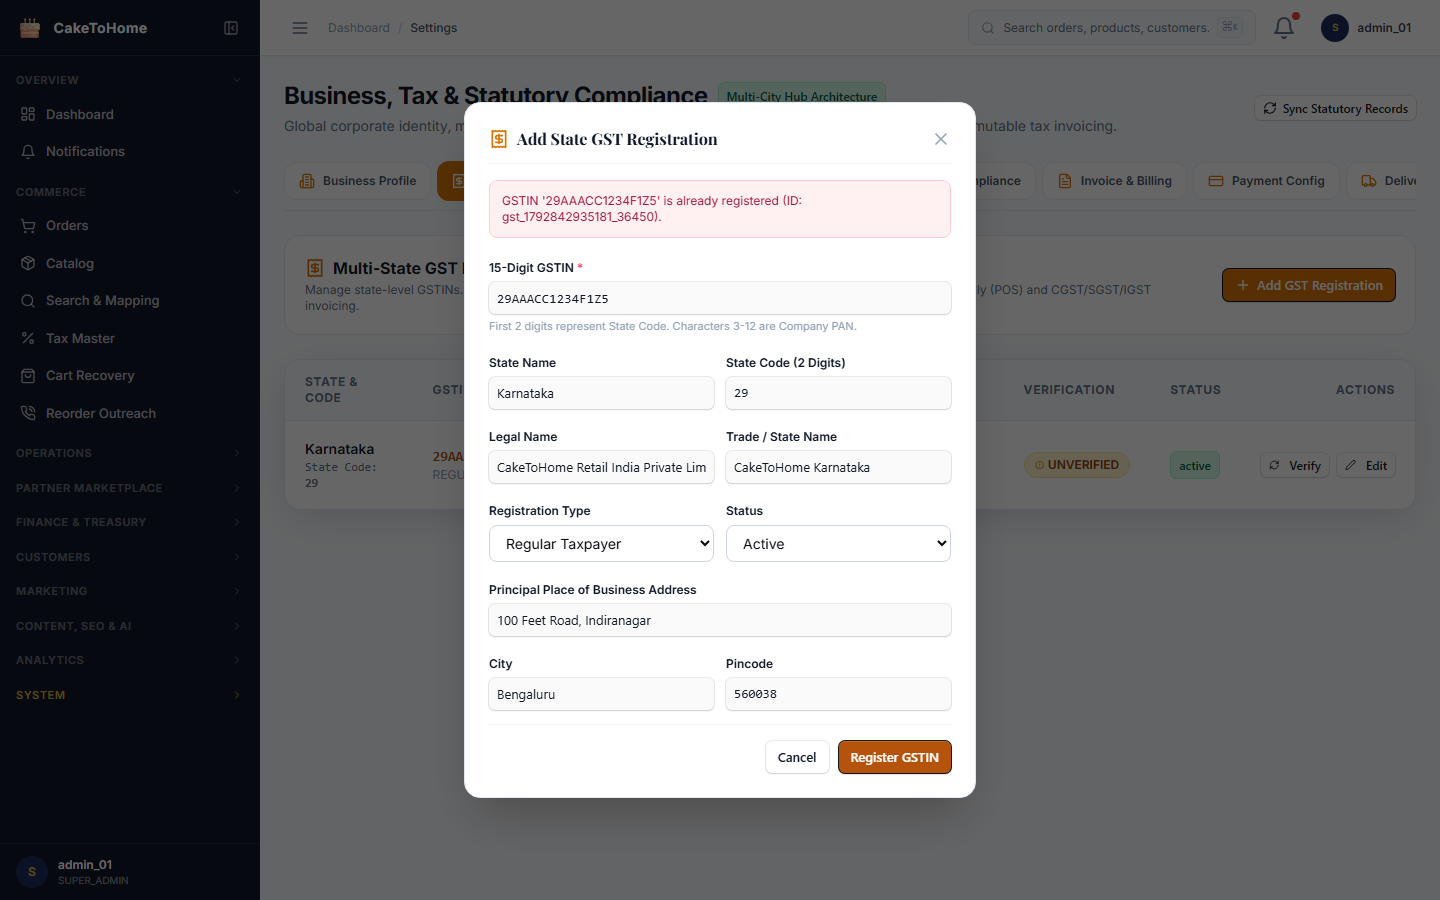 CakeToHome
Dashboard / Settings
Search orders, products, customers. ⌘K
S admin_01
OVERVIEW
Dashboard
Notifications
COMMERCE
Orders
Catalog
Search & Mapping
Tax Master
Cart Recovery
Reorder Outreach
OPERATIONS
PARTNER MARKETPLACE
FINANCE & TREASURY
CUSTOMERS
MARKETING
CONTENT, SEO & AI
ANALYTICS
SYSTEM
S admin_01
SUPER_ADMIN
Business, Tax & Statutory Compliance Multi-City Hub Architecture
Global corporate identity, m mutable tax invoicing.
Sync Statutory Records
Business Profile
pliance
Invoice & Billing
Payment Config
Delive
Multi-State GST
Manage state-level GSTINs. ly (POS) and CGST/SGST/IGST
invoicing.
Add GST Registration
STATE &
CODE
GSTI
VERIFICATION
STATUS
ACTIONS
Karnataka
State Code:
29
29AA
REGU
UNVERIFIED
active
Verify
Edit
Add State GST Registration
GSTIN '29AAACC1234F1Z5' is already registered (ID:
gst_1792842935181_36450).
15-Digit GSTIN *
29AAACC1234F1Z5
First 2 digits represent State Code. Characters 3-12 are Company PAN.
State Name
State Code (2 Digits)
Karnataka
29
Legal Name
Trade / State Name
CakeToHome Retail India Private Lim
CakeToHome Karnataka
Registration Type
Status
Regular Taxpayer
Active
Principal Place of Business Address
100 Feet Road, Indiranagar
City
Pincode
Bengaluru
560038
Cancel
Register GSTIN